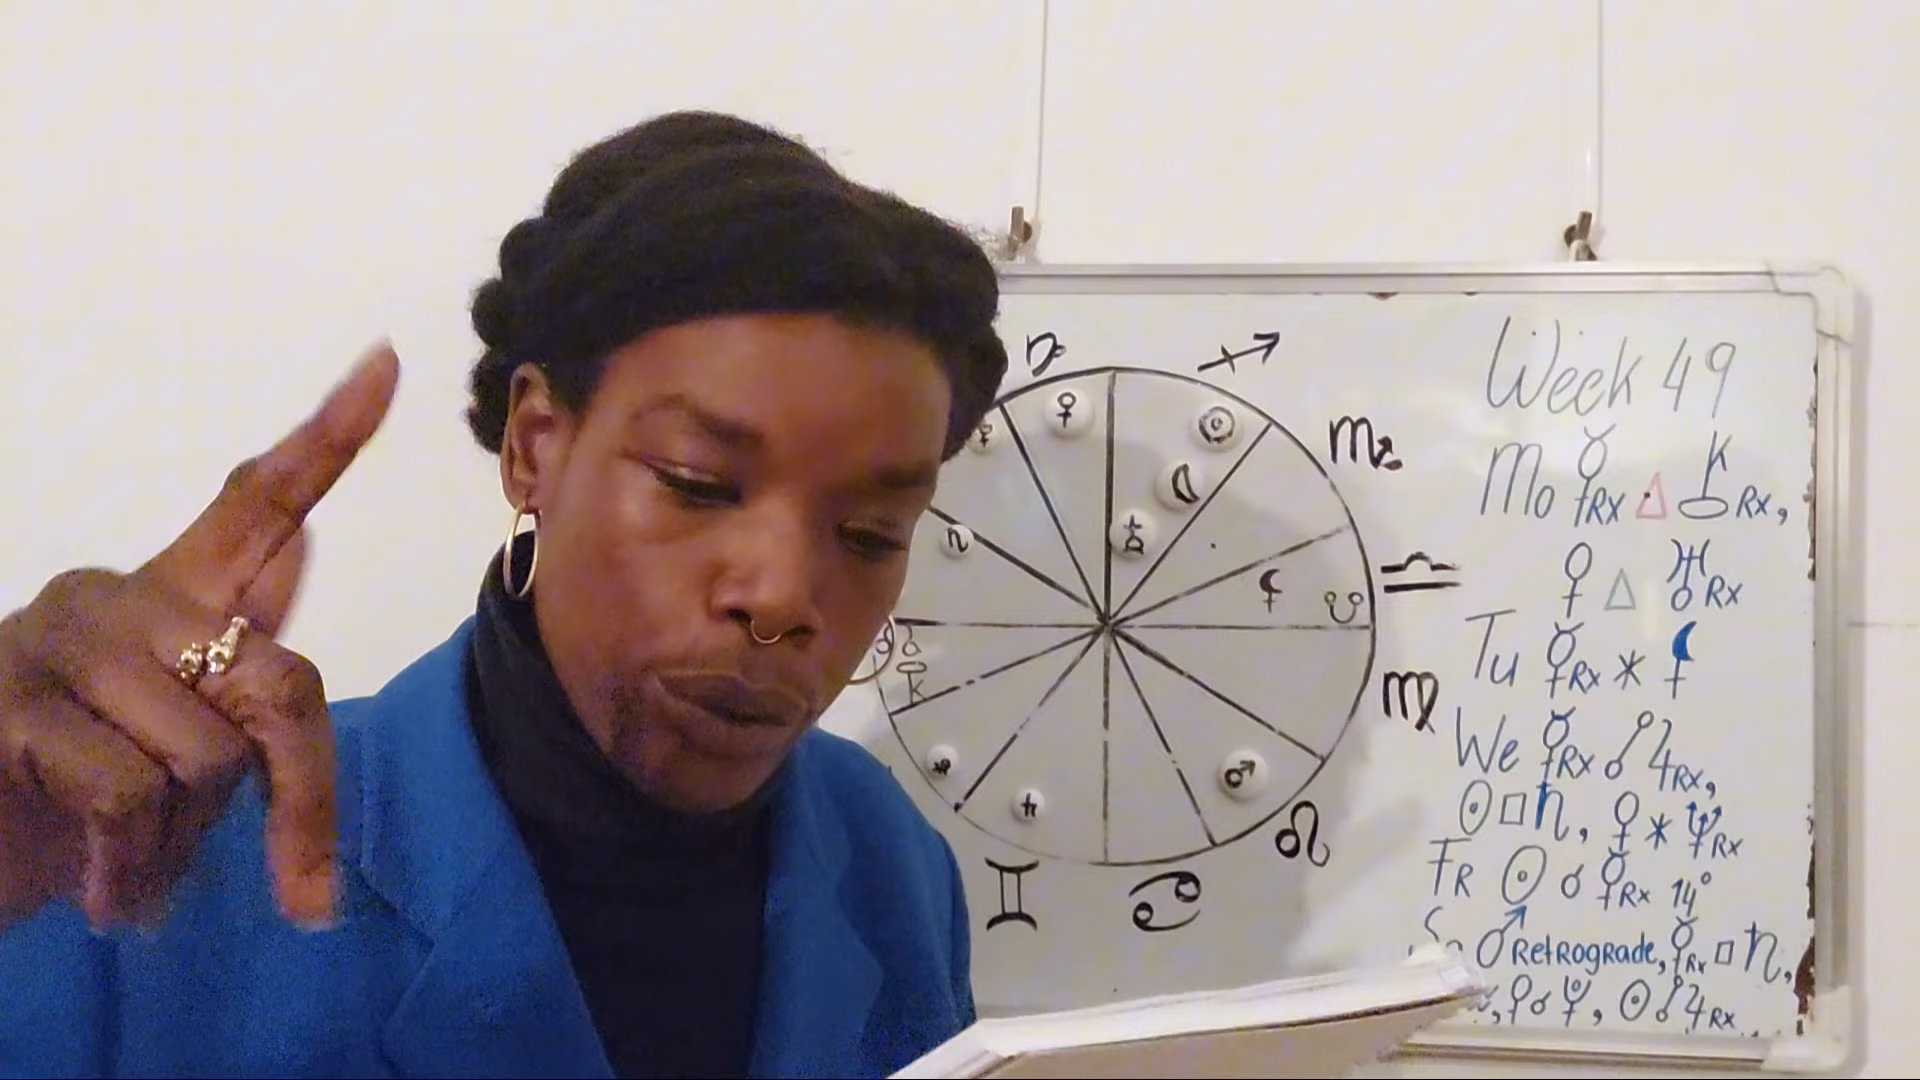 Week 49
Mo ☿Rx △ ⚷Rx,
♀ △ ♅Rx
Tu ☿Rx ⚹ ⚸
We ☿Rx ☍ ♃Rx,
☉ □ ♄, ♀ ⚹ ♆Rx
FR ☉ ☌ ☿Rx 14°
♂ Retrograde, ☿Rx □ ♄,
, ♀ ☌ ⯓, ☉ ☍ ♃Rx
♑ ♐
♏
♎
♍
♌
♊ ♋
♀ ☉
☽
⚸ ☋
♂